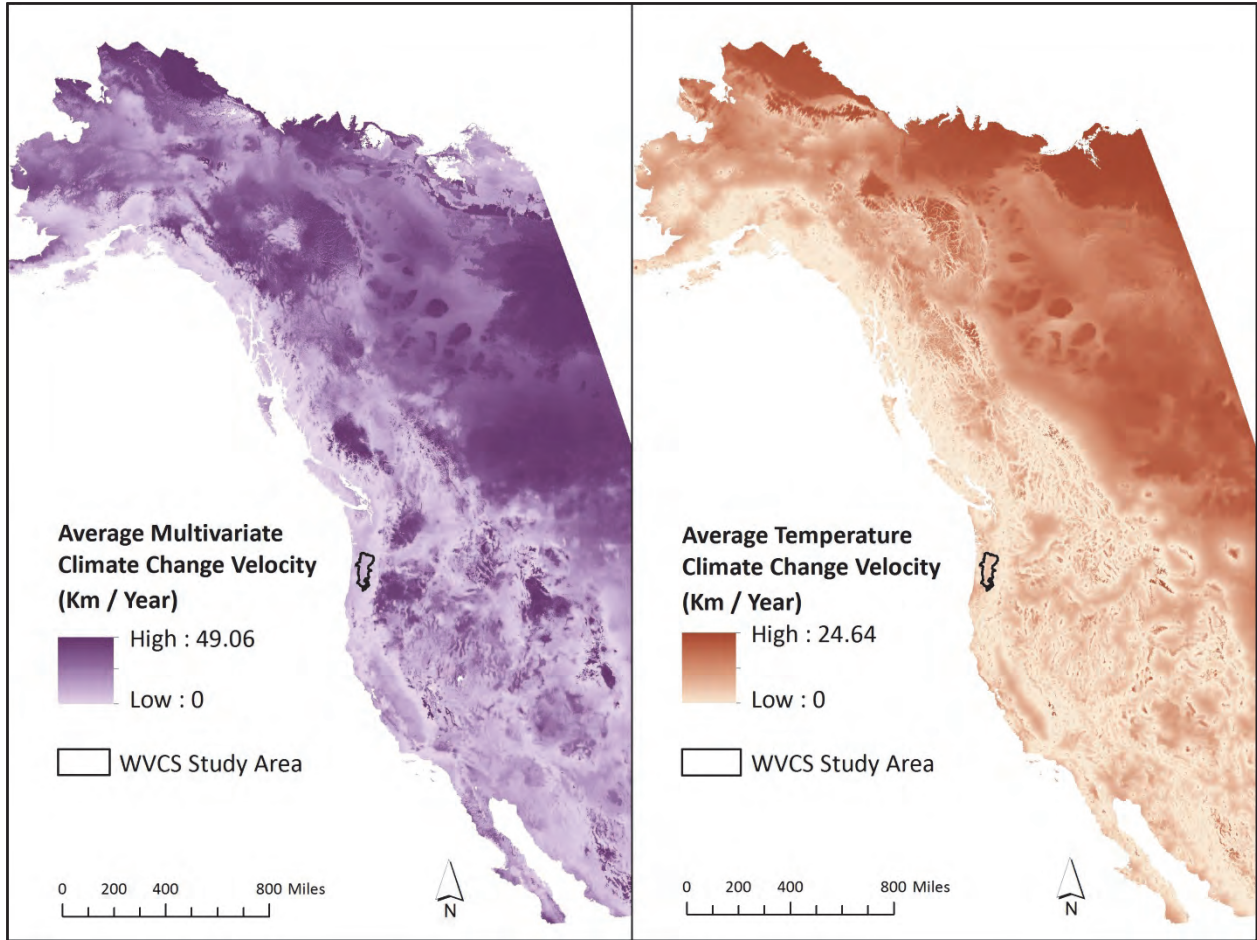 Average Multivariate
Climate Change Velocity
(Km / Year)
High : 49.06
Low : 0
WVCS Study Area
0 200 400 800 Miles
N
Average Temperature
Climate Change Velocity
(Km / Year)
High : 24.64
Low : 0
WVCS Study Area
0 200 400 800 Miles
N